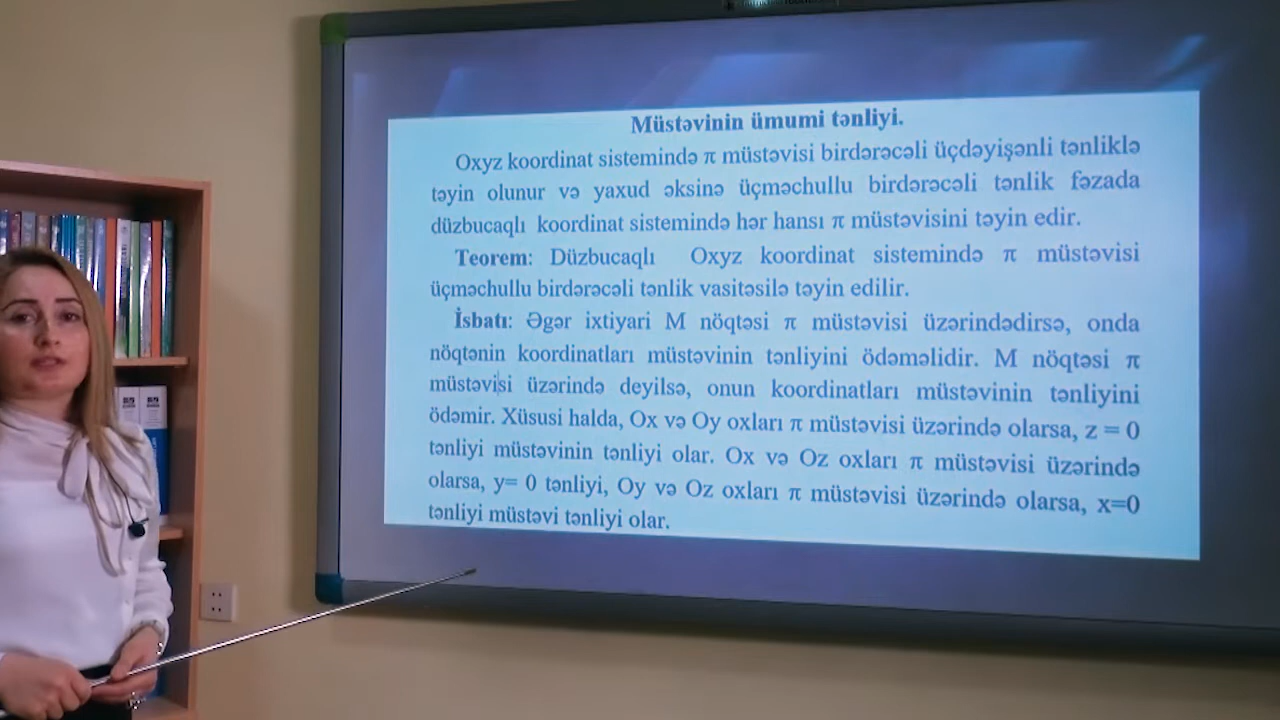 Müstəvinin ümumi tənliyi.
Oxyz koordinat sistemində π müstəvisi birdərəcəli üçdəyişənli tənliklə
təyin olunur və yaxud əksinə üçməchullu birdərəcəli tənlik fəzada
düzbucaqlı koordinat sistemində hər hansı π müstəvisini təyin edir.
Teorem: Düzbucaqlı Oxyz koordinat sistemində π müstəvisi
üçməchullu birdərəcəli tənlik vasitəsilə təyin edilir.
İsbatı: Əgər ixtiyari M nöqtəsi π müstəvisi üzərindədirsə, onda
nöqtənin koordinatları müstəvinin tənliyini ödəməlidir. M nöqtəsi π
müstəvisi üzərində deyilsə, onun koordinatları müstəvinin tənliyini
ödəmir. Xüsusi halda, Ox və Oy oxları π müstəvisi üzərində olarsa, z = 0
tənliyi müstəvinin tənliyi olar. Ox və Oz oxları π müstəvisi üzərində
olarsa, y= 0 tənliyi, Oy və Oz oxları π müstəvisi üzərində olarsa, x=0
tənliyi müstəvi tənliyi olar.